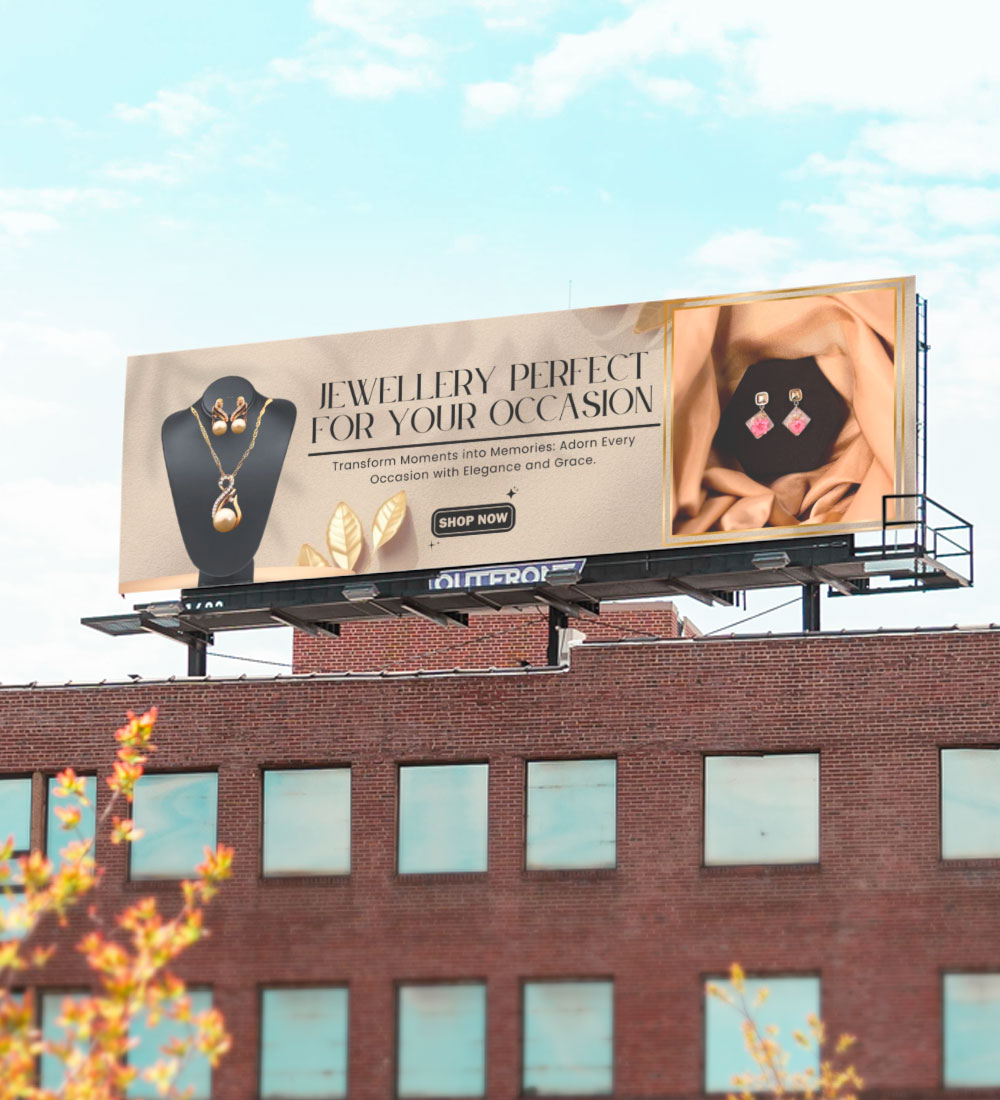 JEWELLERY PERFECT
FOR YOUR OCCASION
Transform Moments into Memories: Adorn Every
Occasion with Elegance and Grace.
SHOP NOW
OUTFRONT